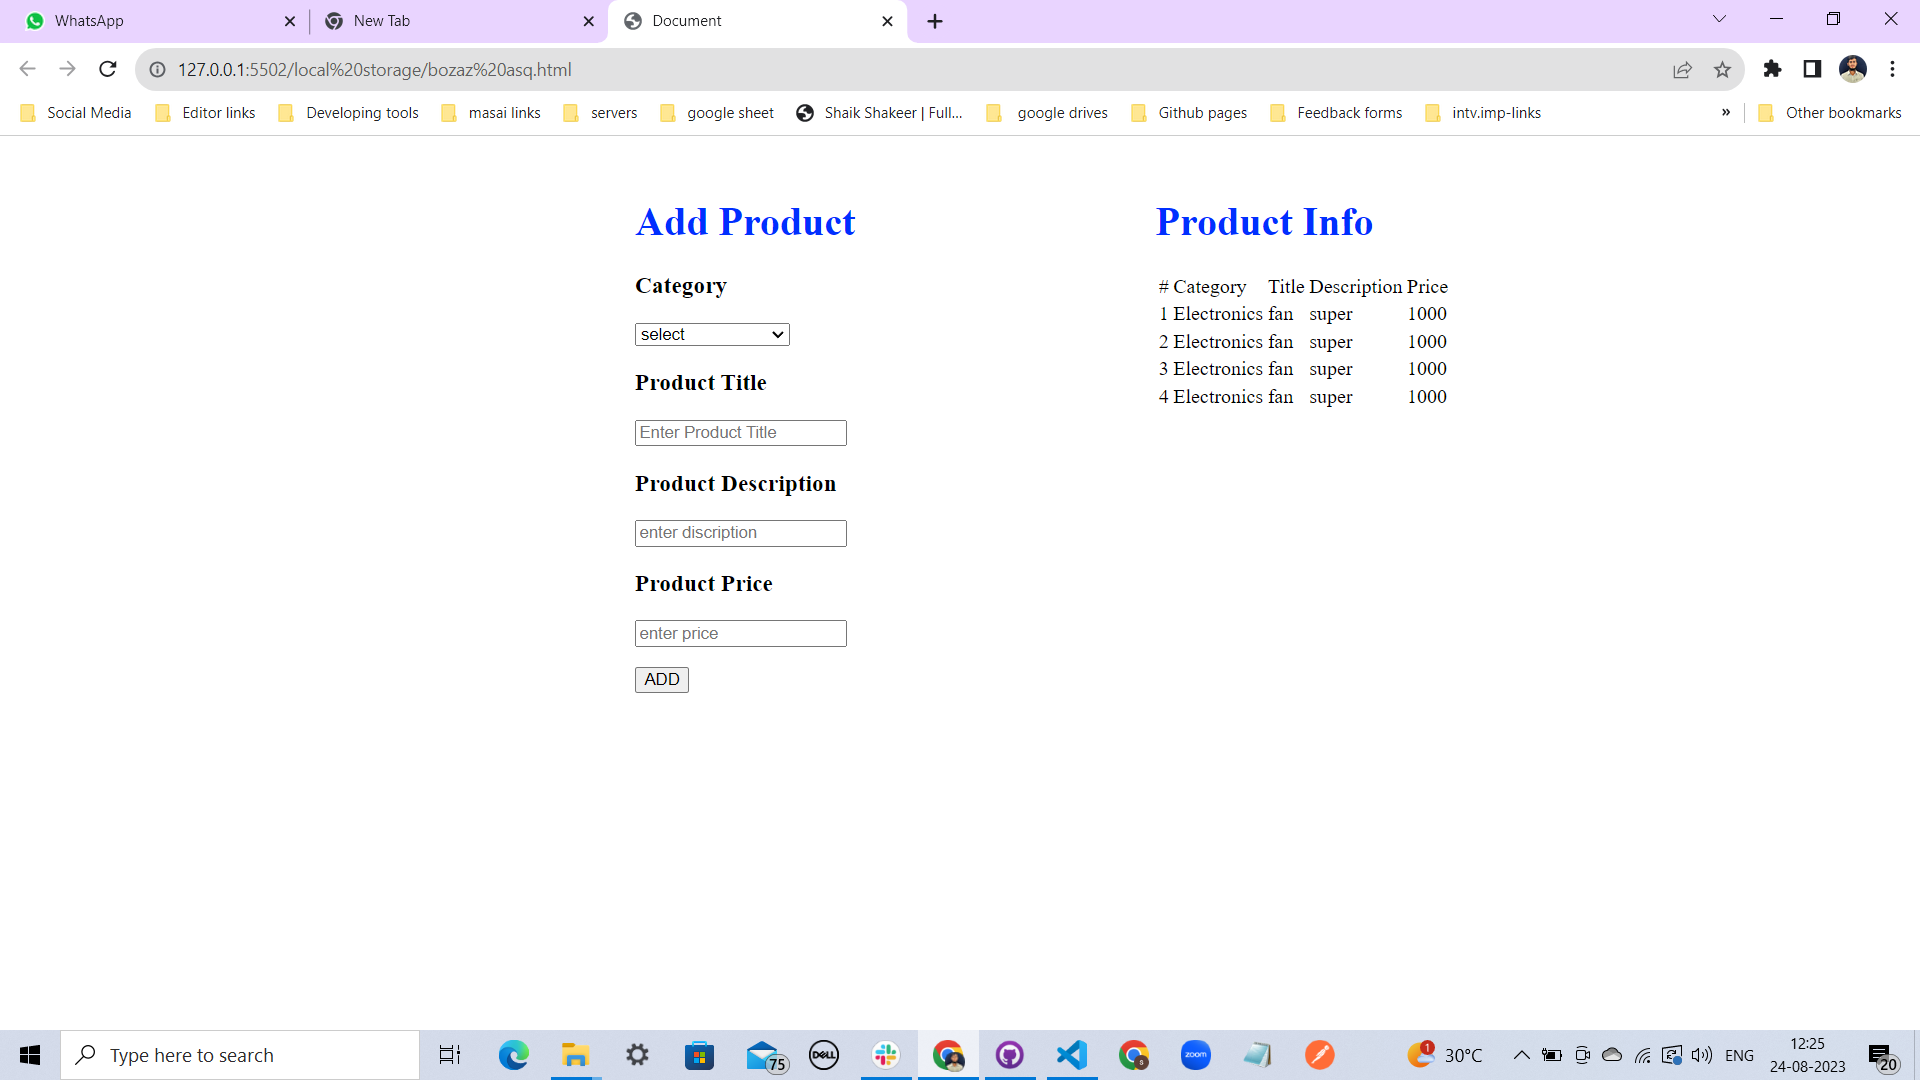 WhatsApp
New Tab
Document
127.0.0.1:5502/local%20storage/bozaz%20asq.html
Social Media
Editor links
Developing tools
masai links
servers
google sheet
Shaik Shakeer | Full...
google drives
Github pages
Feedback forms
intv.imp-links
»
Other bookmarks
Add Product
Category
select
Product Title
Enter Product Title
Product Description
enter discription
Product Price
enter price
ADD
Product Info
# Category Title Description Price
1 Electronics fan super 1000
2 Electronics fan super 1000
3 Electronics fan super 1000
4 Electronics fan super 1000
Type here to search
75
DELL
zoom
1
30°C
ENG
12:25
24-08-2023
20